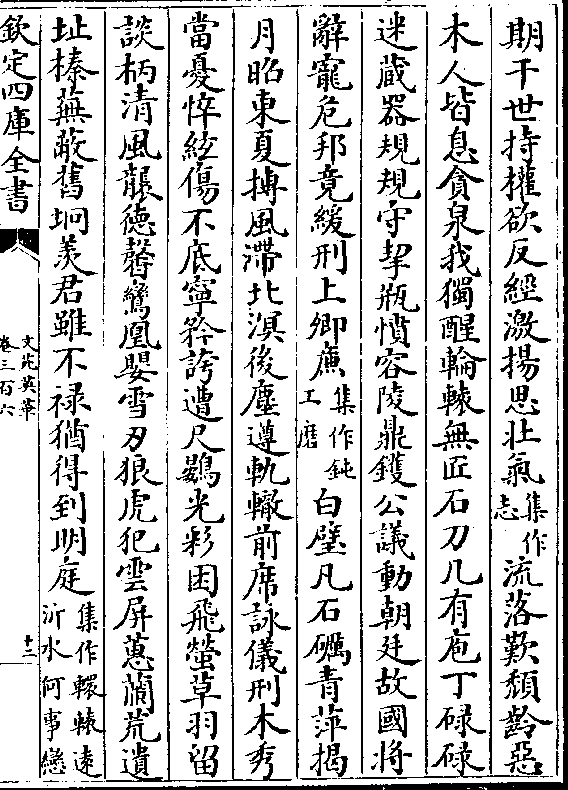 期干世持權欲反經激揚思壯氣集作志流落歎頽齡惡
木人皆息貪泉我獨醒輪轅無匠石刀几有庖丁碌碌
迷藏器規規守挈瓶憤容陵鼎鑊公議動朝廷故國將
辭寵危邦竟緩刑上卿𢊍集作鈍工磨白璧凡石礪青萍揭
月昭東夏摶風滯北溟後塵遵軌轍前席詠儀刑木秀
當憂悴絃傷不底寧矜誇遭尺鷃光彩困飛螢草羽留
談柄清風襲德馨鸞凰嬰雪刃狼虎犯雲屏蕙蘭荒遺
址榛蕪蔽舊坰羨君雖不禄猶得到明庭集作轘轅遠沂水何事戀
欽定四庫全書
文苑英華
卷三百六
十二